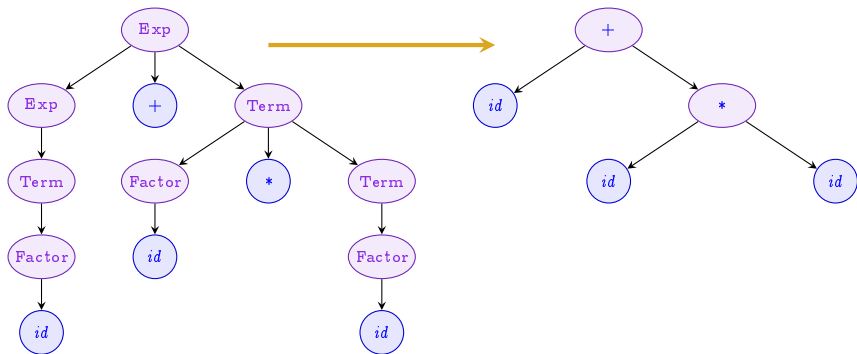 Exp +
Exp + Term id *
Term Factor * Term id id
Factor id Factor
id id